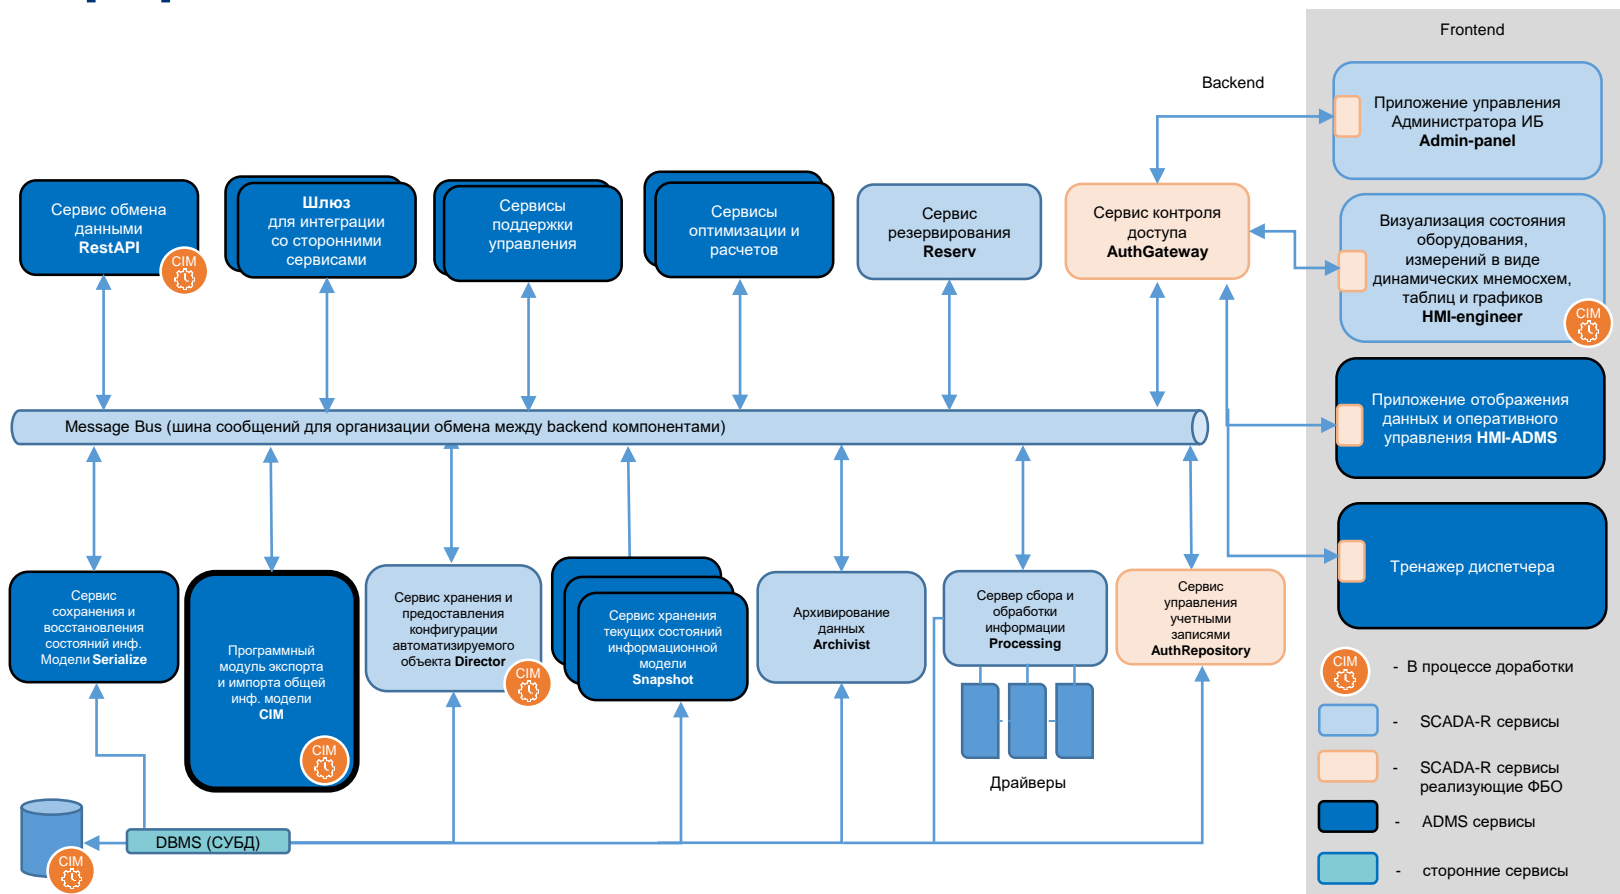 Frontend
Backend
Приложение управления
Администратора ИБ
Admin-panel
Сервис обмена
данными
RestAPI
CIM
Шлюз
для интеграции
со сторонними
сервисами
Сервисы
поддержки
управления
Сервисы
оптимизации и
расчетов
Сервис
резервирования
Reserv
Сервис контроля
доступа
AuthGateway
Визуализация состояния
оборудования,
измерений в виде
динамических мнемосхем,
таблиц и графиков
HMI-engineer
CIM
Приложение отображения
данных и оперативного
управления HMI-ADMS
Message Bus (шина сообщений для организации обмена между backend компонентами)
Тренажер диспетчера
Сервис
сохранения и
восстановления
состояний инф.
Модели Serialize
Программный
модуль экспорта
и импорта общей
инф. модели
CIM
CIM
Сервис хранения и
предоставления
конфигурации
автоматизируемого
объекта Director
CIM
Сервис хранения
текущих состояний
информационной
модели
Snapshot
Архивирование
данных
Archivist
Сервер сбора и
обработки
информации
Processing
Драйверы
Сервис
управления
учетными
записями
AuthRepository
DBMS (СУБД)
CIM
CIM
- В процессе доработки
- SCADA-R сервисы
- SCADA-R сервисы
реализующие ФБО
- ADMS сервисы
- сторонние сервисы